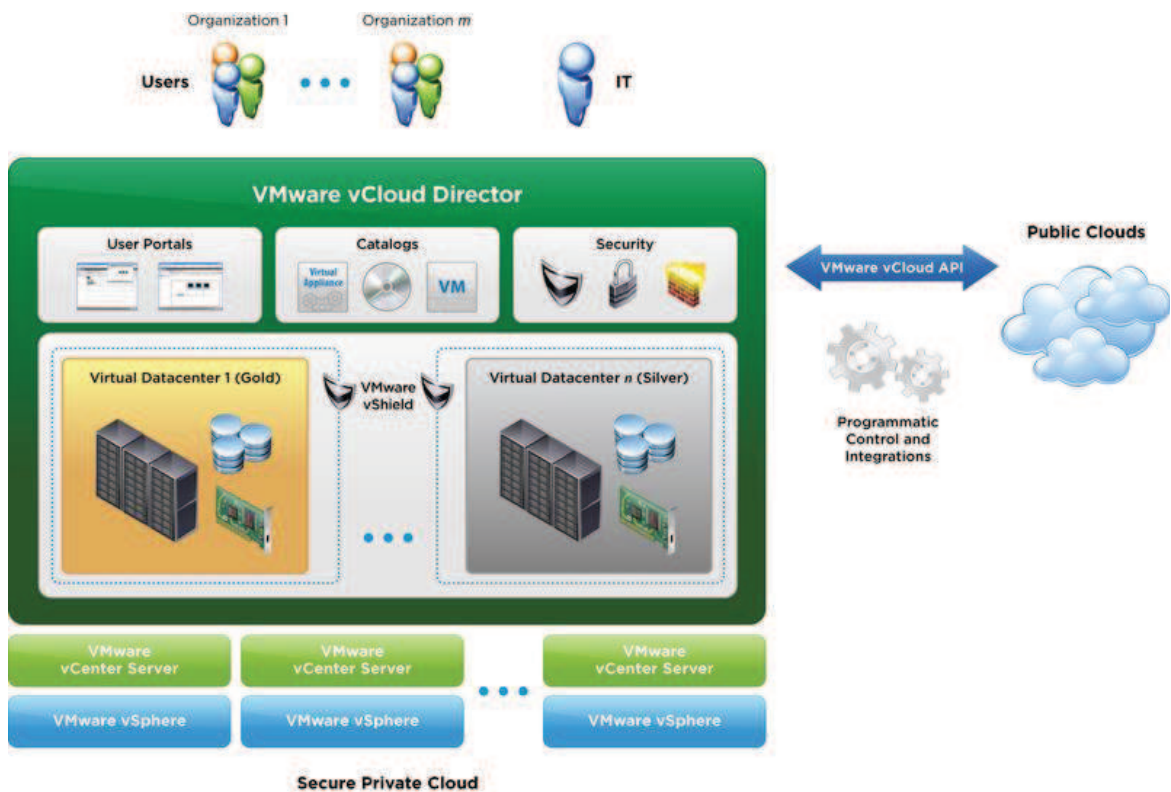 Organization 1
Organization m
Users
IT
VMware vCloud Director
User Portals
Catalogs
Security
Virtual
Appliance
VM
VMware vCloud API
Public Clouds
Virtual Datacenter 1 (Gold)
VMware
vShield
Virtual Datacenter n (Silver)
Programmatic
Control and
Integrations
VMware
vCenter Server
VMware
vCenter Server
VMware
vCenter Server
VMware vSphere
VMware vSphere
VMware vSphere
Secure Private Cloud